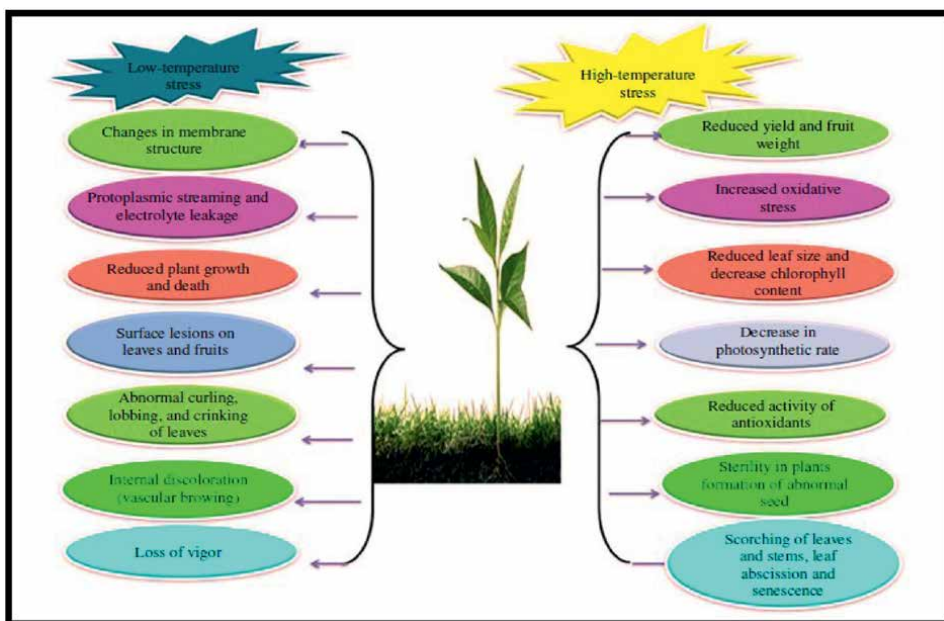 Low-temperature
stress
Changes in membrane
structure
Protoplasmic streaming and
electrolyte leakage
Reduced plant growth
and death
Surface lesions on
leaves and fruits
Abnormal curling,
lobbing, and crinking
of leaves
Internal discoloration
(vascular browing)
Loss of vigor
High-temperature
stress
Reduced yield and fruit
weight
Increased oxidative
stress
Reduced leaf size and
decrease chlorophyll
content
Decrease in
photosynthetic rate
Reduced activity of
antioxidants
Sterility in plants
formation of abnormal
seed
Scorching of leaves
and stems, leaf
abscission and
senescence